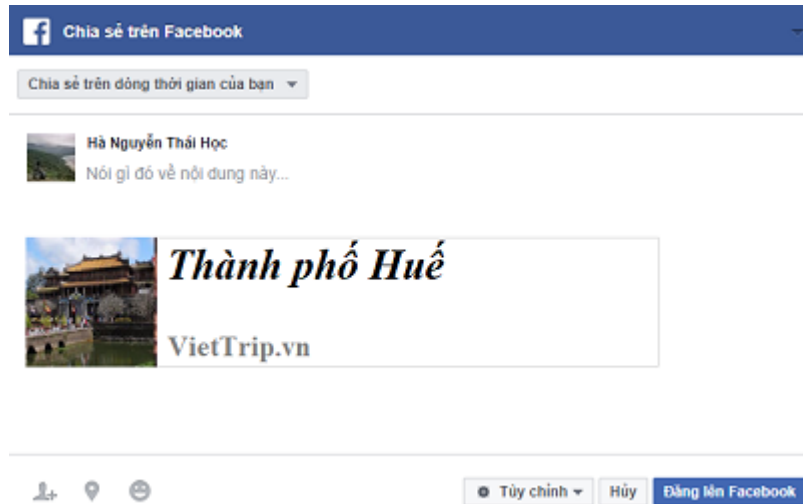 Chia sẻ trên Facebook
Chia sẻ trên dòng thời gian của bạn
Hà Nguyễn Thái Học
Nói gì đó về nội dung này...
Thành phố Huế
VietTrip.vn
Tùy chỉnh Hủy Đăng lên Facebook